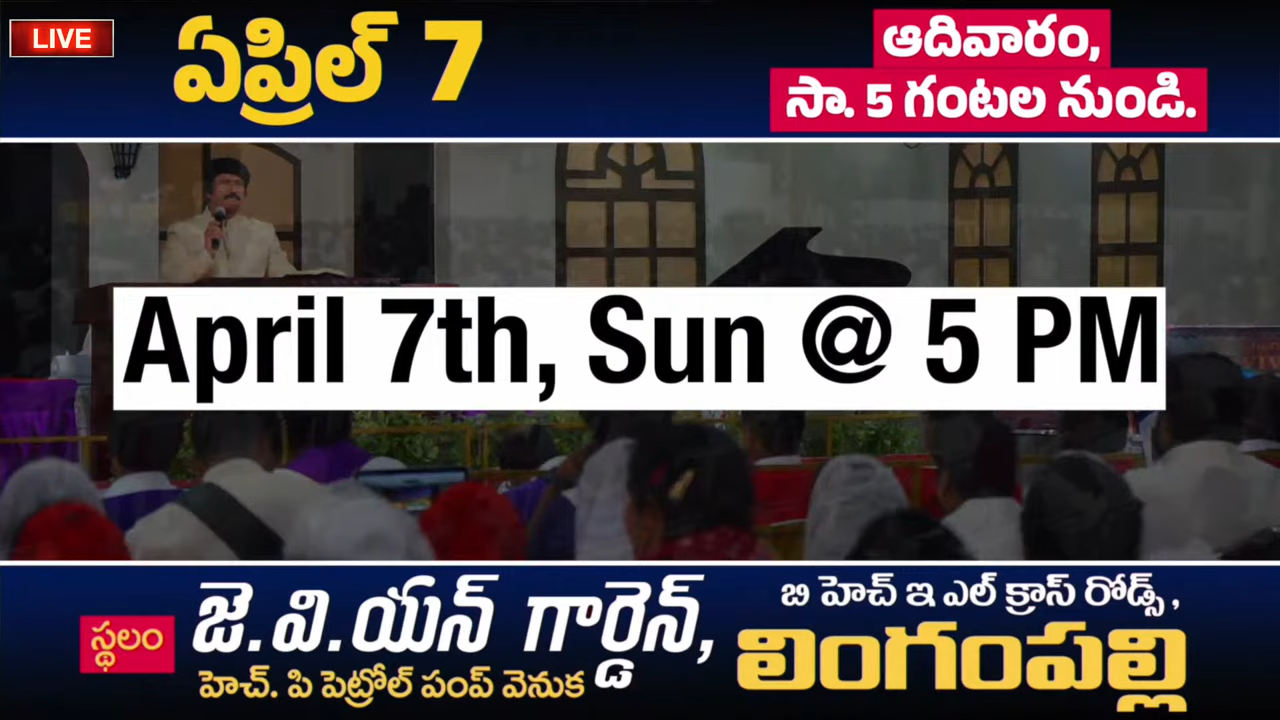 LIVE
ఏప్రిల్ 7
ఆదివారం,
సా. 5 గంటల నుండి.
April 7th, Sun @ 5 PM
స్థలం
జె.వి.యన్ గార్డెన్,
హెచ్. పి పెట్రోల్ పంప్ వెనుక
బి హెచ్ ఇ ఎల్ క్రాస్ రోడ్స్,
లింగంపల్లి